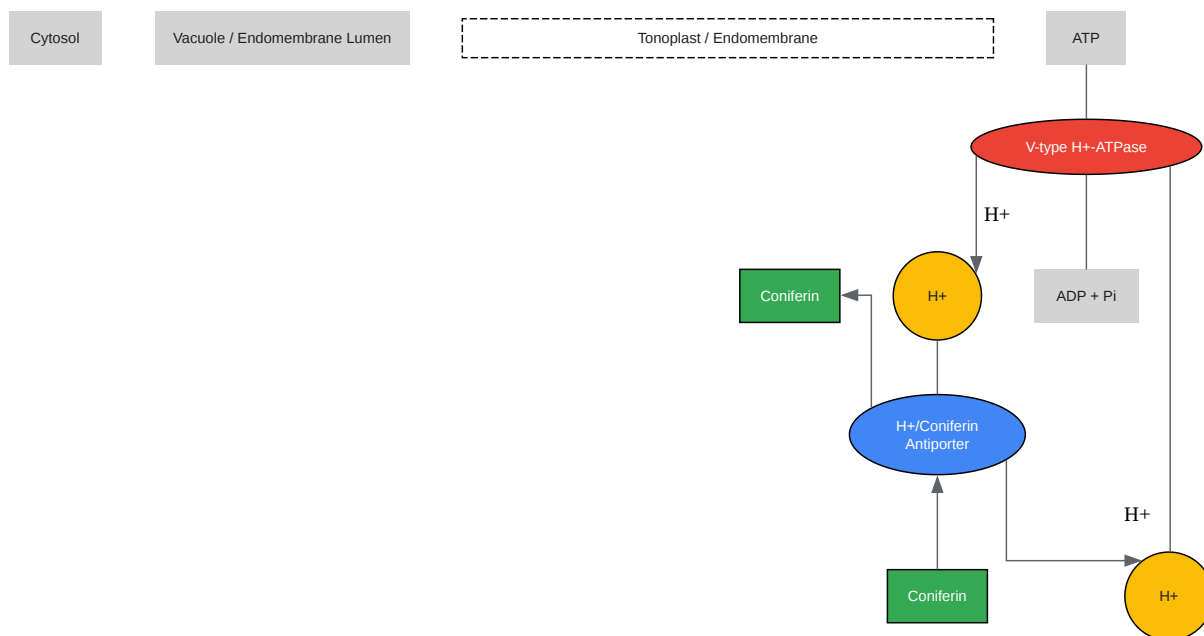 Cytosol
Vacuole / Endomembrane Lumen
Tonoplast / Endomembrane
ATP
V-type H+-ATPase
H+
Coniferin
H+
ADP + Pi
H+/Coniferin
Antiporter
H+
Coniferin
H+